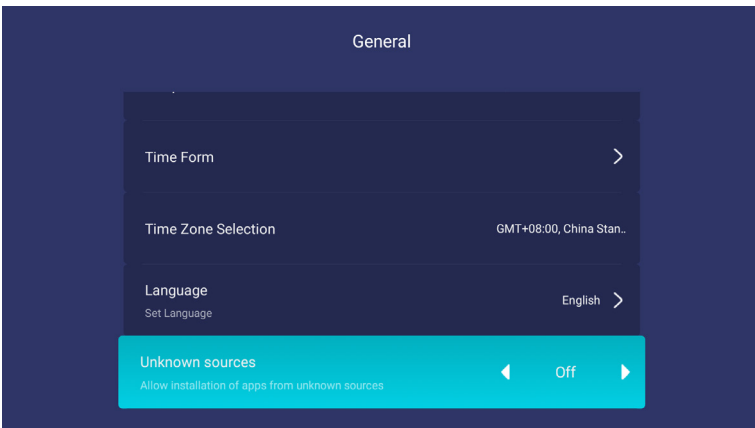 General
Time Form
Time Zone Selection
GMT+08:00, China Stan..
Language
English
Set Language
Unknown sources
Off
Allow installation of apps from unknown sources